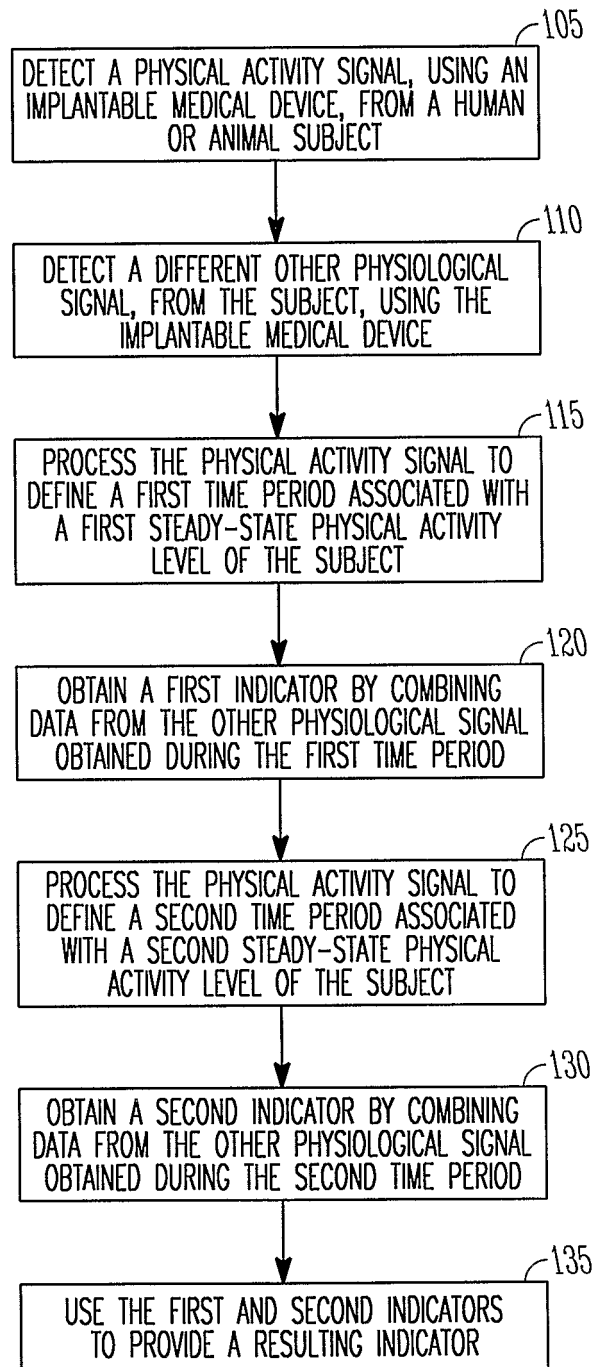 105
DETECT A PHYSICAL ACTIVITY SIGNAL, USING AN
IMPLANTABLE MEDICAL DEVICE, FROM A HUMAN
OR ANIMAL SUBJECT
110
DETECT A DIFFERENT OTHER PHYSIOLOGICAL
SIGNAL, FROM THE SUBJECT, USING THE
IMPLANTABLE MEDICAL DEVICE
115
PROCESS THE PHYSICAL ACTIVITY SIGNAL TO
DEFINE A FIRST TIME PERIOD ASSOCIATED WITH
A FIRST STEADY-STATE PHYSICAL ACTIVITY
LEVEL OF THE SUBJECT
120
OBTAIN A FIRST INDICATOR BY COMBINING
DATA FROM THE OTHER PHYSIOLOGICAL SIGNAL
OBTAINED DURING THE FIRST TIME PERIOD
125
PROCESS THE PHYSICAL ACTIVITY SIGNAL TO
DEFINE A SECOND TIME PERIOD ASSOCIATED
WITH A SECOND STEADY-STATE PHYSICAL
ACTIVITY LEVEL OF THE SUBJECT
130
OBTAIN A SECOND INDICATOR BY COMBINING
DATA FROM THE OTHER PHYSIOLOGICAL SIGNAL
OBTAINED DURING THE SECOND TIME PERIOD
135
USE THE FIRST AND SECOND INDICATORS
TO PROVIDE A RESULTING INDICATOR